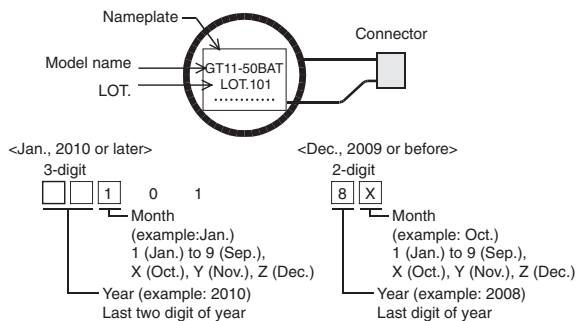 Nameplate
Connector
Model name
GT11-50BAT
LOT.
LOT.101
............
<Jan., 2010 or later>
3-digit
1 0 1
Month
(example:Jan.)
1 (Jan.) to 9 (Sep.),
X (Oct.), Y (Nov.), Z (Dec.)
Year (example: 2010)
Last two digit of year
<Dec., 2009 or before>
2-digit
8 X
Month
(example: Oct.)
1 (Jan.) to 9 (Sep.),
X (Oct.), Y (Nov.), Z (Dec.)
Year (example: 2008)
Last digit of year